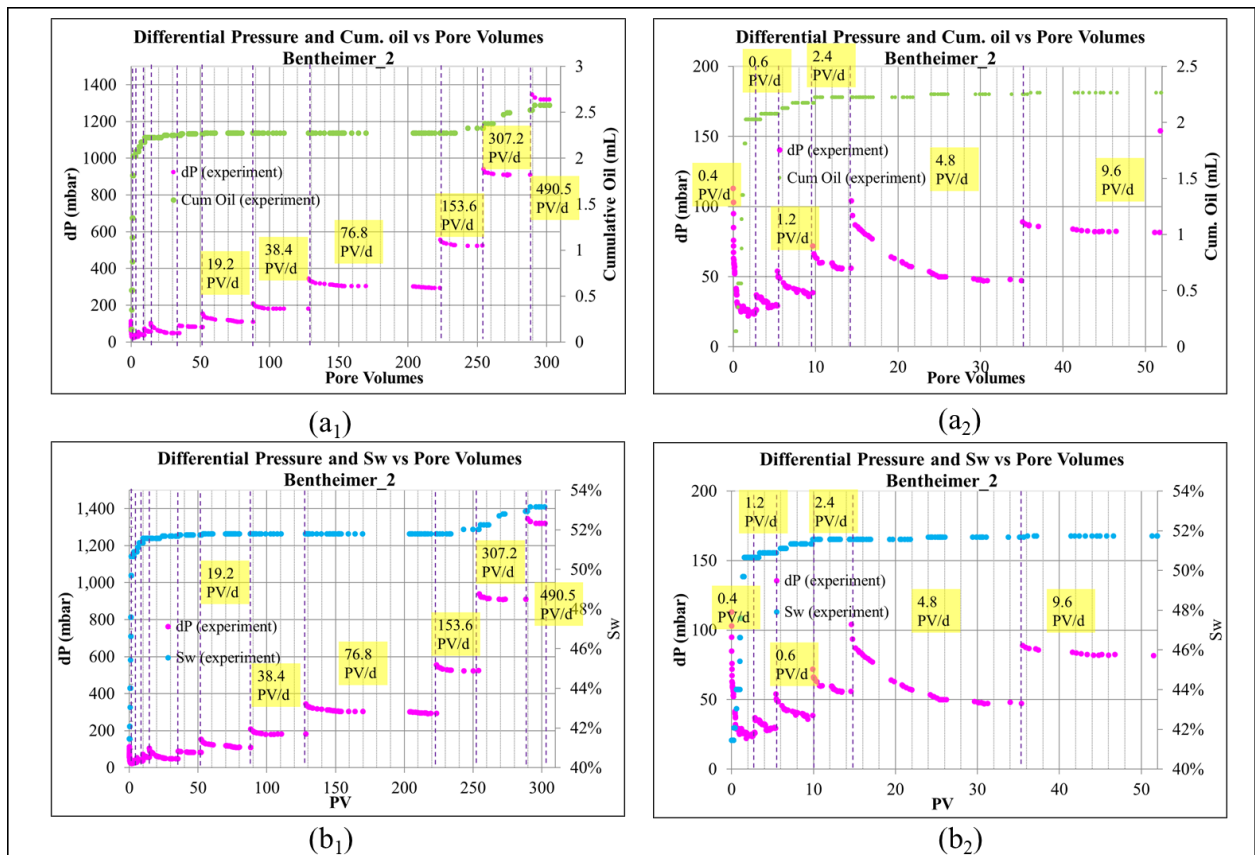 Differential Pressure and Cum. oil vs Pore Volumes
Bentheimer_2
dP (mbar)
1400
1200
1000
800
600
400
200
0
3
2.5
2
1.5
1
0.5
0
Cumulative Oil (mL)
dP (experiment)
Cum Oil (experiment)
19.2
PV/d
38.4
PV/d
76.8
PV/d
153.6
PV/d
307.2
PV/d
490.5
PV/d
0 50 100 150 200 250 300
Pore Volumes
(a1)
Differential Pressure and Cum. oil vs Pore Volumes
Bentheimer_2
dP (mbar)
200
150
100
50
0
2.5
2
1.5
1
0.5
0
Cum. Oil (mL)
0.4
PV/d
0.6
PV/d
1.2
PV/d
2.4
PV/d
4.8
PV/d
9.6
PV/d
dP (experiment)
Cum Oil (experiment)
0 10 20 30 40 50
Pore Volumes
(a2)
Differential Pressure and Sw vs Pore Volumes
Bentheimer_2
dP (mbar)
1,400
1,200
1,000
800
600
400
200
0
54%
52%
50%
48%
46%
44%
42%
40%
Sw
dP (experiment)
Sw (experiment)
19.2
PV/d
38.4
PV/d
76.8
PV/d
153.6
PV/d
307.2
PV/d
490.5
PV/d
0 50 100 150 200 250 300
PV
(b1)
Differential Pressure and Sw vs Pore Volumes
Bentheimer_2
dP (mbar)
200
150
100
50
0
54%
52%
50%
48%
46%
44%
42%
40%
Sw
0.4
PV/d
1.2
PV/d
0.6
PV/d
2.4
PV/d
4.8
PV/d
9.6
PV/d
dP (experiment)
Sw (experiment)
0 10 20 30 40 50
PV
(b2)